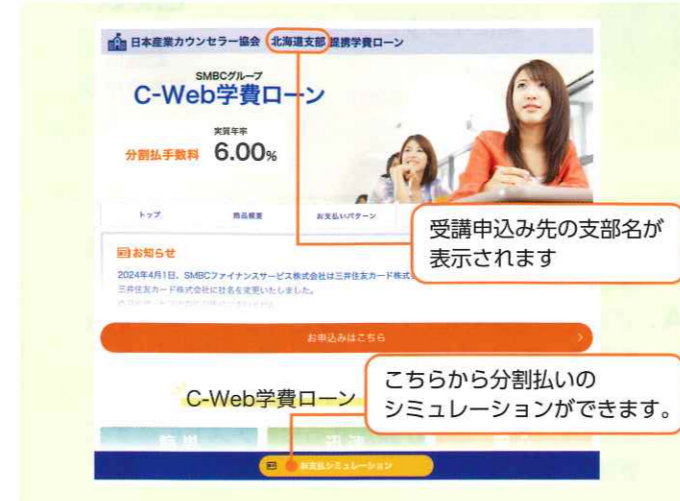 日本産業カウンセラー協会 北海道支部 提携学費ローン
SMBCグループ
C-Web学費ローン
実質年率
分割払手数料 6.00%
トップ 商品概要 お支払いパターン
受講申込み先の支部名が
表示されます
お知らせ
2024年4月1日、SMBCファイナンスサービス株式会社は三井住友カード株式
三井住友カード株式会社に社名を変更いたしました。
お申込みはこちら
こちらから分割払いの
シミュレーションができます。
C-Web学費ローン
簡単 迅速
お支払シミュレーション